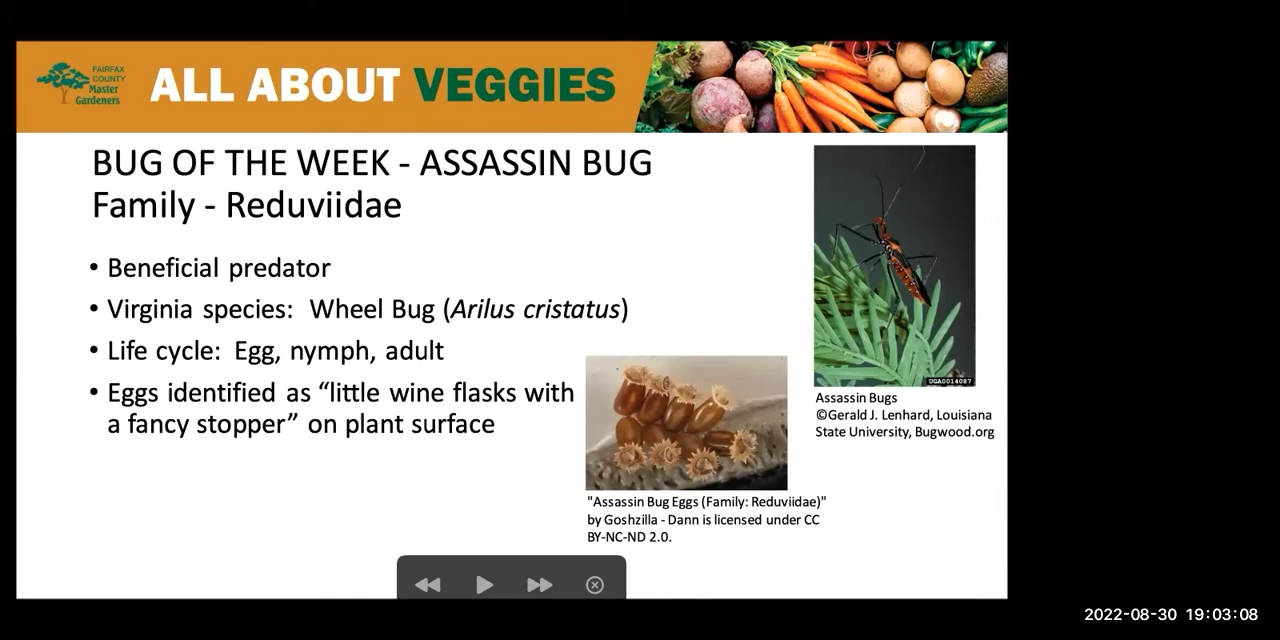 FAIRFAX
COUNTY
Master
Gardeners
ALL ABOUT VEGGIES
BUG OF THE WEEK - ASSASSIN BUG
Family - Reduviidae
• Beneficial predator
• Virginia species: Wheel Bug (Arilus cristatus)
• Life cycle: Egg, nymph, adult
• Eggs identified as “little wine flasks with
a fancy stopper” on plant surface
UGA0014087
Assassin Bugs
©Gerald J. Lenhard, Louisiana
State University, Bugwood.org
"Assassin Bug Eggs (Family: Reduviidae)"
by Goshzilla - Dann is licensed under CC
BY-NC-ND 2.0.
2022-08-30 19:03:08